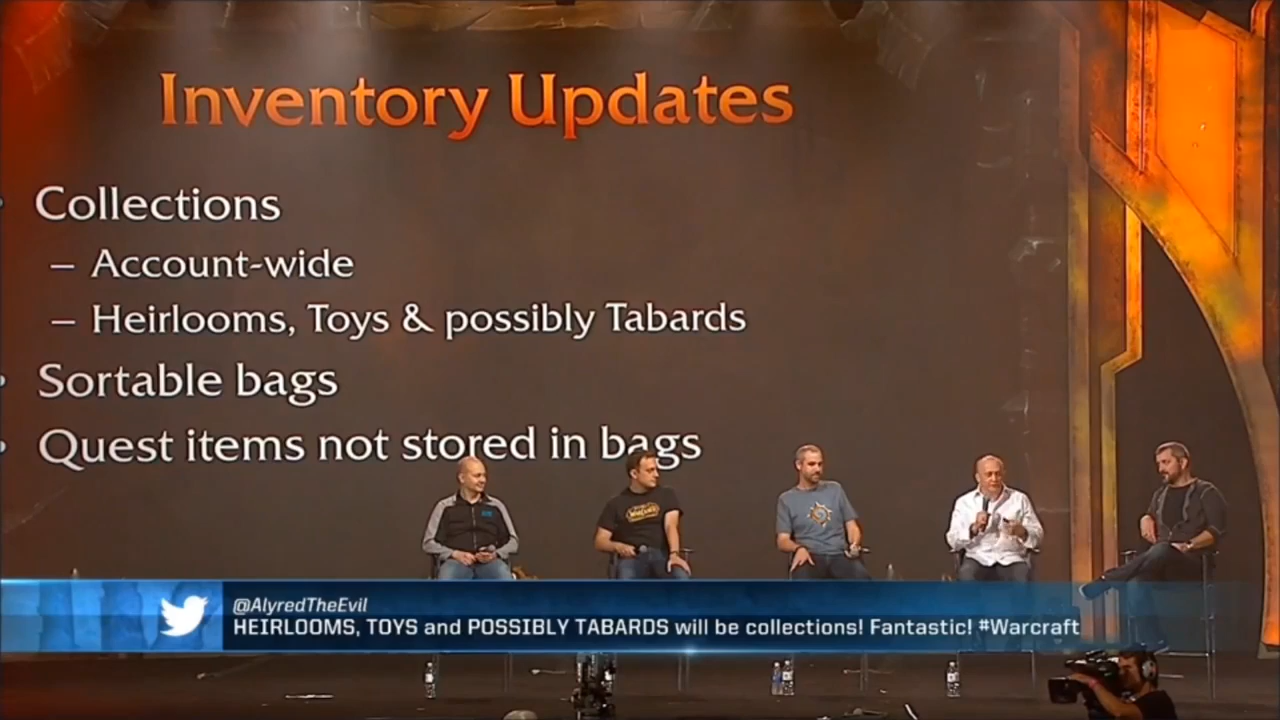 Inventory Updates
• Collections
– Account-wide
– Heirlooms, Toys & possibly Tabards
• Sortable bags
• Quest items not stored in bags
@AlyredTheEvil
HEIRLOOMS, TOYS and POSSIBLY TABARDS will be collections! Fantastic! #Warcraft